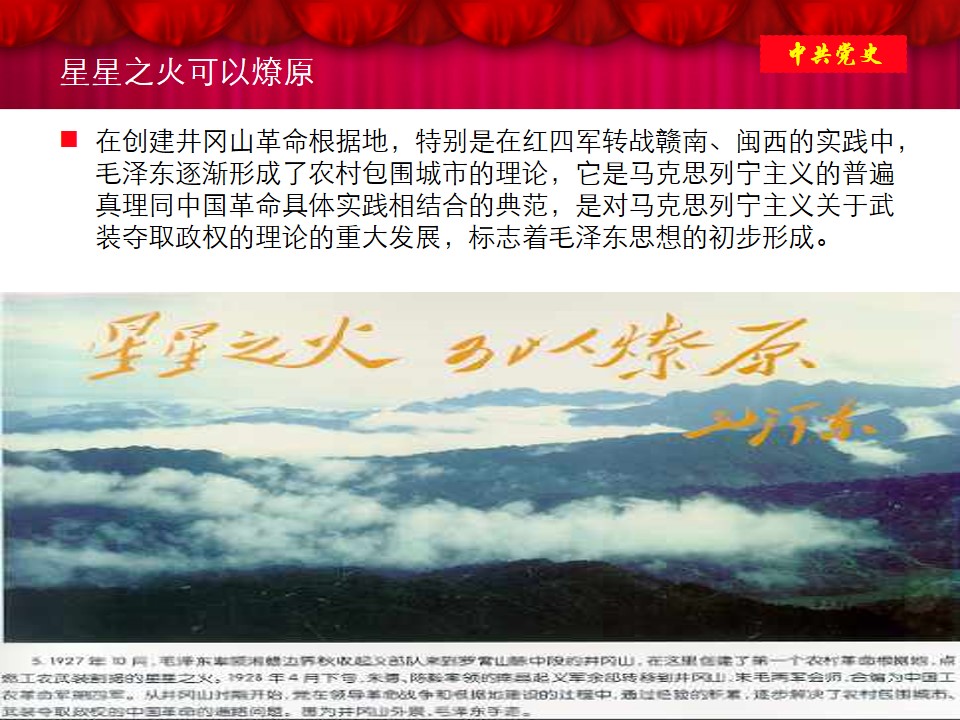 星星之火可以燎原
中共党史
在创建井冈山革命根据地，特别是在红四军转战赣南、闽西的实践中，
毛泽东逐渐形成了农村包围城市的理论，它是马克思列宁主义的普遍
真理同中国革命具体实践相结合的典范，是对马克思列宁主义关于武
装夺取政权的理论的重大发展，标志着毛泽东思想的初步形成。
星星之火 可以燎原
毛泽东
5. 1927 年 10 月，毛泽东率领湘赣边界秋收起义部队来到罗霄山脉中段的井冈山，在这里创建了第一个农村革命根据地，点
燃工农武装割据的星星之火。1928 年 4 月下旬，朱德、陈毅率领的南昌起义军余部转移到井冈山，朱毛两军会师，合编为中国工
农革命军第四军。从井冈山时期开始，党在领导革命战争和根据地建设的过程中，通过经验的积累，逐步解决了农村包围城市、
武装夺取政权的中国革命的道路问题。图为井冈山外景，毛泽东手迹。